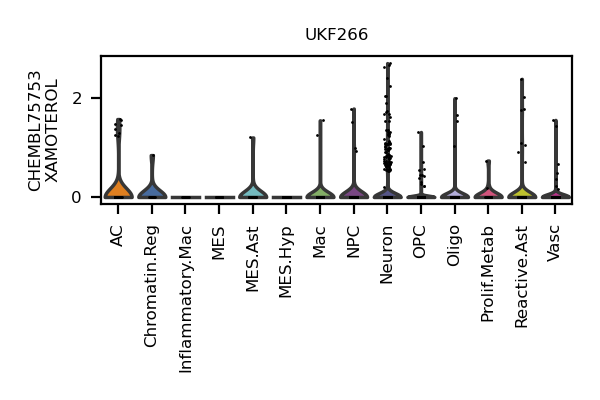 UKF266
CHEMBL75753
XAMOTEROL
2
0
AC
Chromatin.Reg
Inflammatory.Mac
MES
MES.Ast
MES.Hyp
Mac
NPC
Neuron
OPC
Oligo
Prolif.Metab
Reactive.Ast
Vasc